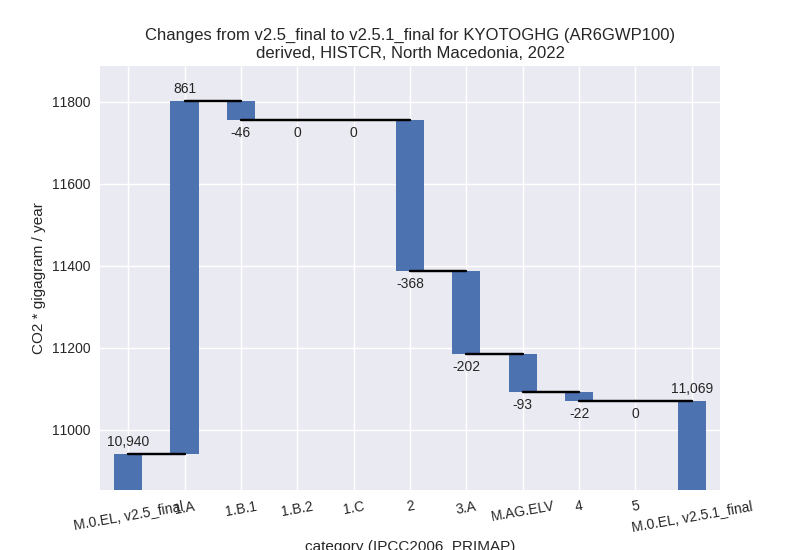 Changes from v2.5_final to v2.5.1_final for KYOTOGHG (AR6GWP100)
derived, HISTCR, North Macedonia, 2022
CO2 * gigagram / year
11800
11600
11400
11200
11000
10,940
861
-46
0
0
-368
-202
-93
-22
0
11,069
M.0.EL, v2.5_final
1.A
1.B.1
1.B.2
1.C
2
3.A
M.AG.ELV
4
5
M.0.EL, v2.5.1_final
category (IPCC2006_PRIMAP)